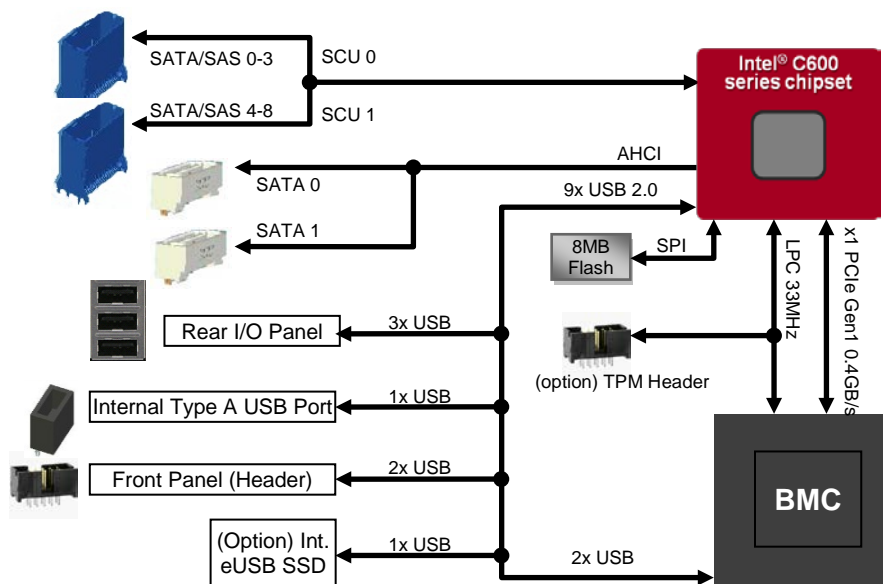 SATA/SAS 0-3
SCU 0
SATA/SAS 4-8
SCU 1
Intel® C600
series chipset
AHCI
SATA 0
9x USB 2.0
SATA 1
8MB
Flash
SPI
LPC 33MHz
x1 PCIe Gen1 0.4GB/s
Rear I/O Panel
3x USB
(option) TPM Header
Internal Type A USB Port
1x USB
Front Panel (Header)
2x USB
BMC
(Option) Int.
eUSB SSD
1x USB
2x USB